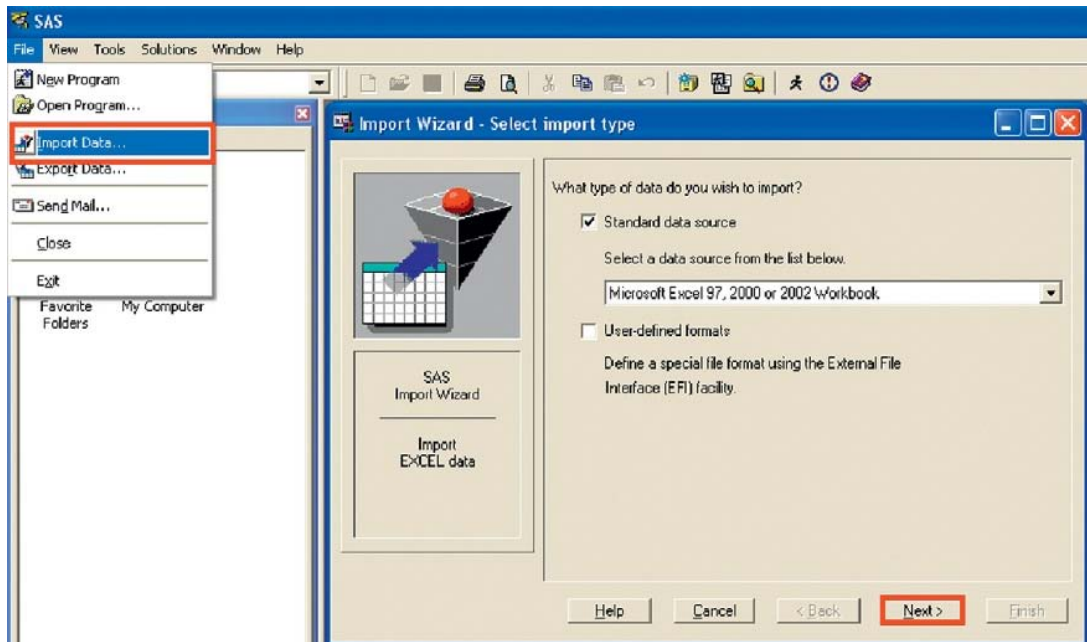 SAS
File View Tools Solutions Window Help
New Program
Open Program...
Import Data...
Export Data...
Send Mail...
Close
Exit
Favorite Folders
My Computer
Import Wizard - Select import type
What type of data do you wish to import?
Standard data source
Select a data source from the list below.
Microsoft Excel 97, 2000 or 2002 Workbook
User-defined formats
Define a special file format using the External File
Interface (EFI) facility.
SAS
Import Wizard
Import
EXCEL data
Help Cancel < Back Next > Finish